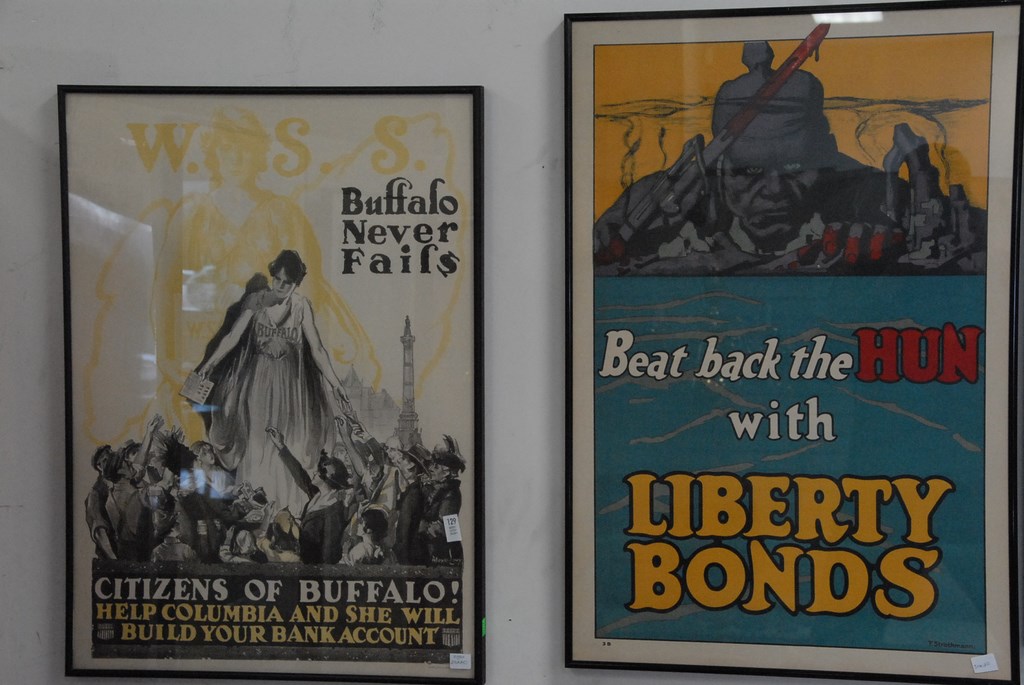 W. S. S.
Buffalo
Never
Fails
BUFFALO
129
CITIZENS OF BUFFALO!
HELP COLUMBIA AND SHE WILL
BUILD YOUR BANK ACCOUNT
Beat back the HUN
with
LIBERTY
BONDS